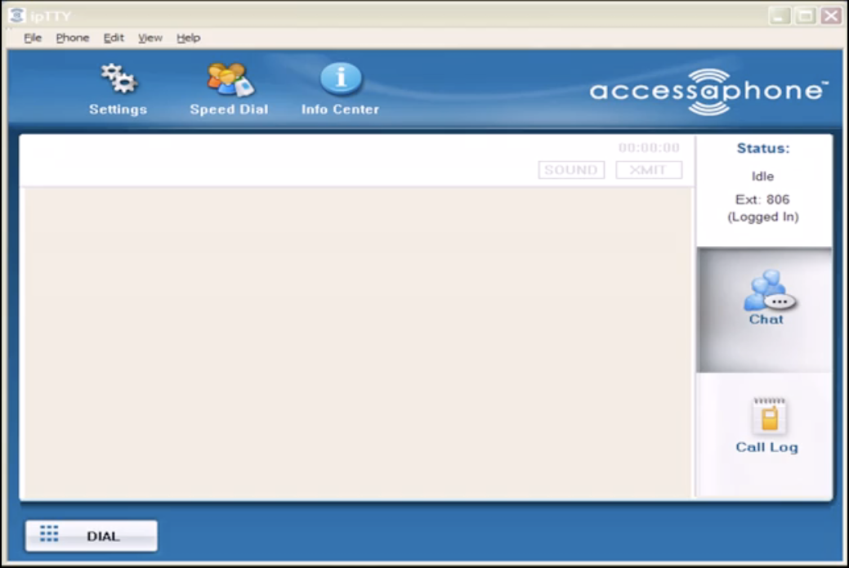 ipTTY
File Phone Edit View Help
Settings Speed Dial Info Center
accessaphone™
00:00:00
SOUND XMIT
Status:
Idle
Ext: 806
(Logged In)
Chat
Call Log
DIAL